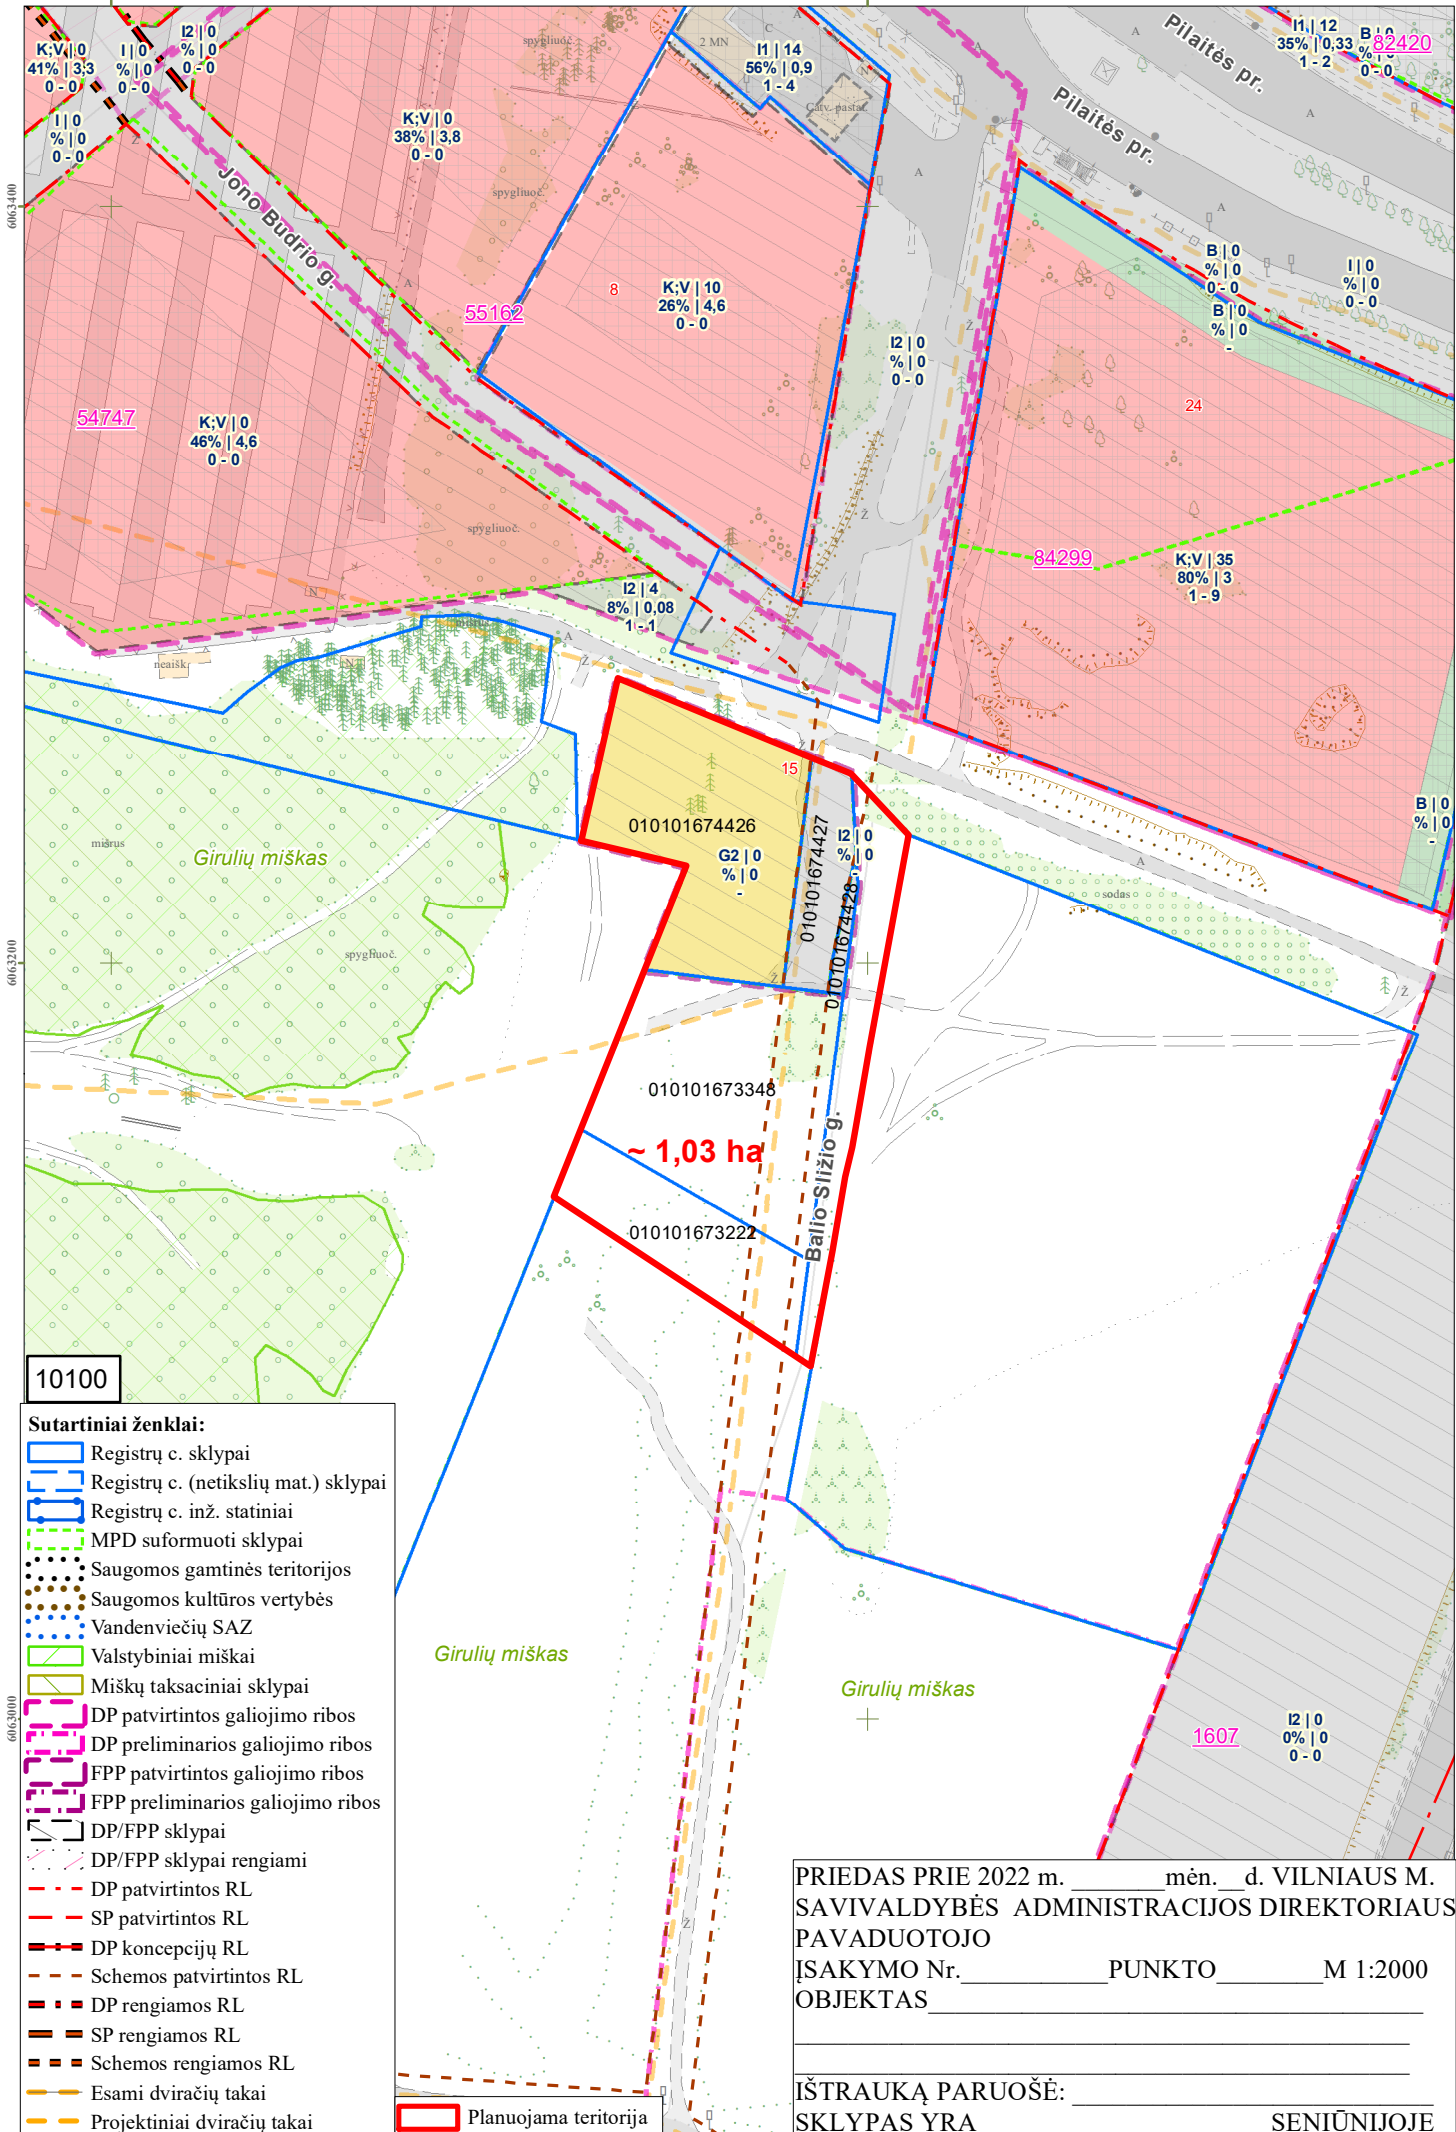 K;V | 0
41% | 3,3
0 - 0
I | 0
% | 0
0 - 0
I2 | 0
% | 0
0 - 0
I | 0
% | 0
0 - 0
K;V | 0
38% | 3,8
0 - 0
spygliuoč.
2 MN
C
A
I1 | 14
56% | 0,9
1 - 4
N
A
Pilaitės pr.
Pilaitės pr.
A
I1 | 12
35% | 0,33
1 - 2
B | 0
% | 0
0 - 0
82420
A
6063400
Jono Budrio g.
spygliuoč.
A
55162
8
K;V | 10
26% | 4,6
0 - 0
I2 | 0
% | 0
0 - 0
A
B | 0
% | 0
0 - 0
B | 0
% | 0
-
I | 0
% | 0
0 - 0
54747
K;V | 0
46% | 4,6
0 - 0
24
spygliuoč.
Ž
N
84299
K;V | 35
80% | 3
1 - 9
I2 | 4
8% | 0,08
1 - 1
neaišk.
N
A
Ž
B | 0
% | 0
-
15
010101674426
G2 | 0
% | 0
-
010101674427
I2 | 0
% | 0
-
010101674428
mišrus
Girulių miškas
spygliuoč.
A
sodas
Ž
6063200
Ž
010101673348
~ 1,03 ha
Balio Sližio g.
010101673222
10100
Girulių miškas
Girulių miškas
6063000
1607
I2 | 0
0% | 0
0 - 0
Ž
Sutartiniai ženklai:
Registrų c. sklypai
Registrų c. (netikslių mat.) sklypai
Registrų c. inž. statiniai
MPD suformuoti sklypai
Saugomos gamtinės teritorijos
Saugomos kultūros vertybės
Vandenviečių SAZ
Valstybiniai miškai
Miškų taksaciniai sklypai
DP patvirtintos galiojimo ribos
DP preliminarios galiojimo ribos
FPP patvirtintos galiojimo ribos
FPP preliminarios galiojimo ribos
DP/FPP sklypai
DP/FPP sklypai rengiami
DP patvirtintos RL
SP patvirtintos RL
DP koncepcijų RL
Schemos patvirtintos RL
DP rengiamos RL
SP rengiamos RL
Schemos rengiamos RL
Esami dviračių takai
Projektiniai dviračių takai
Planuojama teritorija
PRIEDAS PRIE 2022 m. _______mėn.__d. VILNIAUS M.
SAVIVALDYBĖS ADMINISTRACIJOS DIREKTORIAUS
PAVADUOTOJO
ĮSAKYMO Nr.___________PUNKTO________M 1:2000
OBJEKTAS_____________________________________
IŠTRAUKĄ PARUOŠĖ: ___________________________
SKLYPAS YRA SENIŪNIJOJE